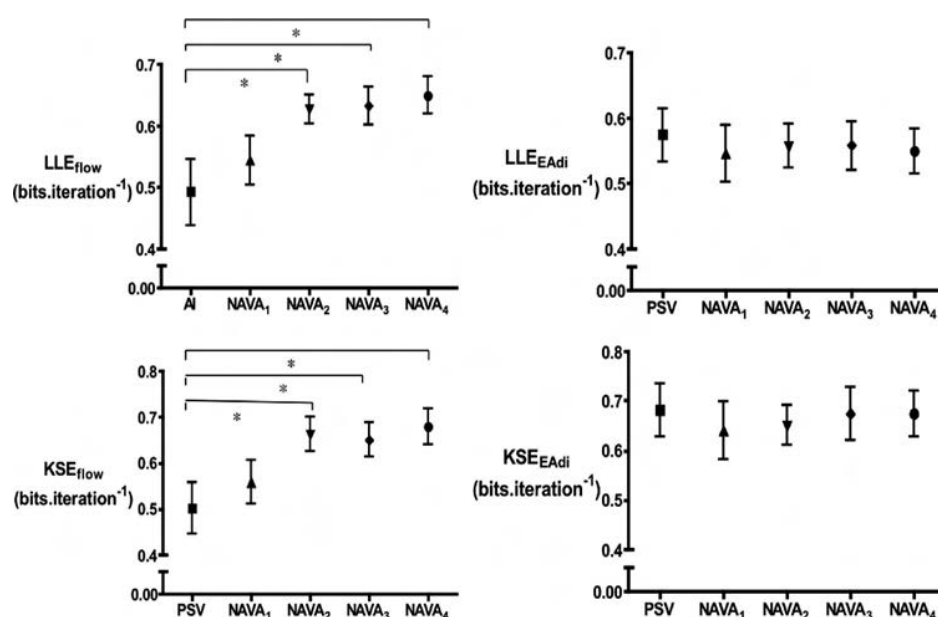 *
*
*
0.7
0.6
0.5
0.4
0.00
LLEflow
(bits.iteration-1)
AI NAVA1 NAVA2 NAVA3 NAVA4
0.7
0.6
0.5
0.4
0.00
LLEEAdi
(bits.iteration-1)
PSV NAVA1 NAVA2 NAVA3 NAVA4
*
*
*
0.8
0.7
0.6
0.5
0.4
0.00
KSEflow
(bits.iteration-1)
PSV NAVA1 NAVA2 NAVA3 NAVA4
0.8
0.7
0.6
0.5
0.4
0.00
KSEEAdi
(bits.iteration-1)
PSV NAVA1 NAVA2 NAVA3 NAVA4